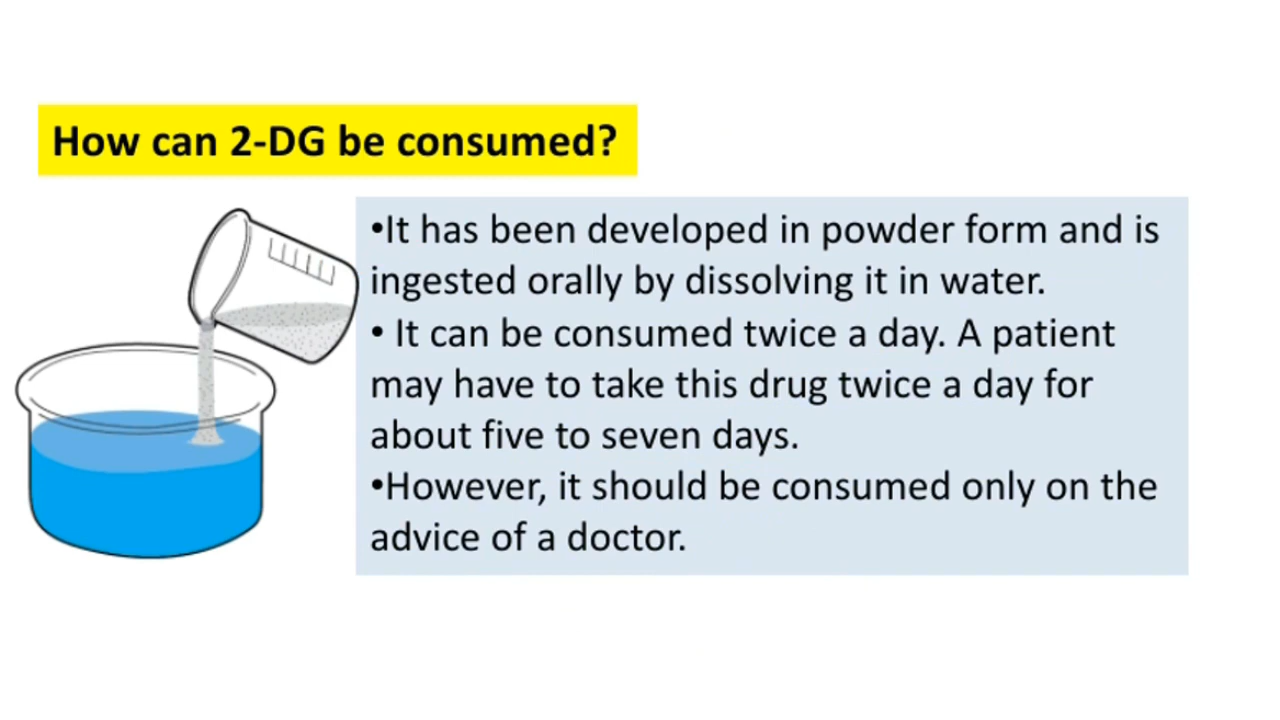 How can 2-DG be consumed?
•It has been developed in powder form and is
ingested orally by dissolving it in water.
• It can be consumed twice a day. A patient
may have to take this drug twice a day for
about five to seven days.
•However, it should be consumed only on the
advice of a doctor.